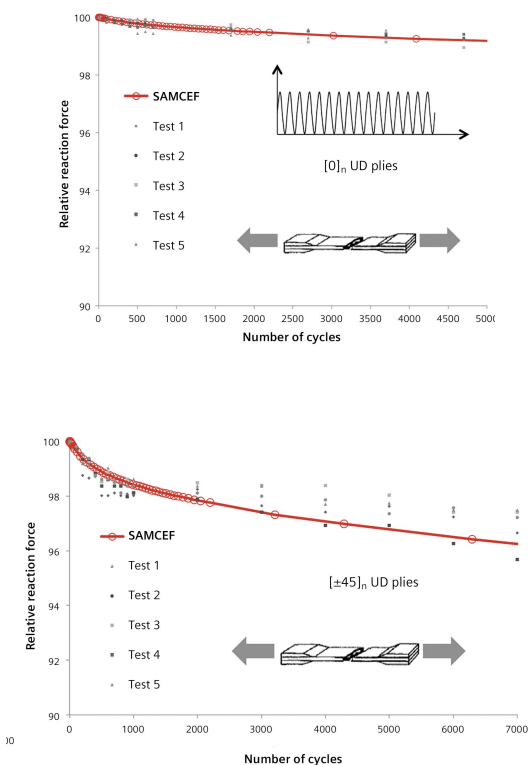 100
98
96
94
92
90
Relative reaction force
SAMCEF
Test 1
Test 2
Test 3
Test 4
Test 5
[0]n UD plies
0 500 1000 1500 2000 2500 3000 3500 4000 4500 5000
Number of cycles
100
98
96
94
92
90
Relative reaction force
SAMCEF
Test 1
Test 2
Test 3
Test 4
Test 5
[±45]n UD plies
0 1000 2000 3000 4000 5000 6000 7000
Number of cycles